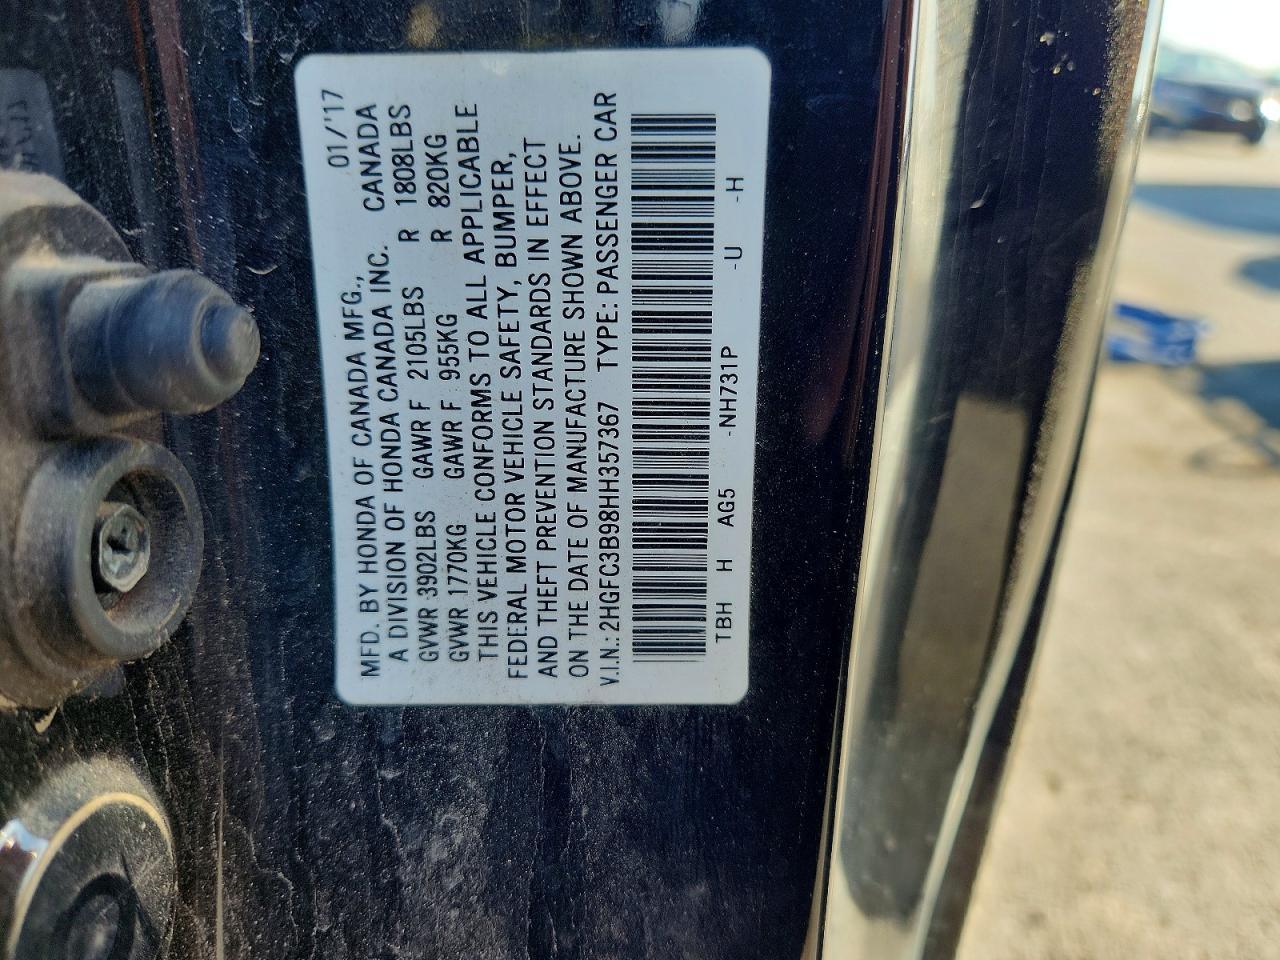 MFD. BY HONDA OF CANADA MFG., 01/'17
A DIVISION OF HONDA CANADA INC. CANADA
GVWR 3902LBS GAWR F 2105LBS R 1808LBS
GVWR 1770KG GAWR F 955KG R 820KG
THIS VEHICLE CONFORMS TO ALL APPLICABLE
FEDERAL MOTOR VEHICLE SAFETY, BUMPER,
AND THEFT PREVENTION STANDARDS IN EFFECT
ON THE DATE OF MANUFACTURE SHOWN ABOVE.
V.I.N.: 2HGFC3B98HH357367 TYPE: PASSENGER CAR
TBH H AG5 -NH731P -U -H